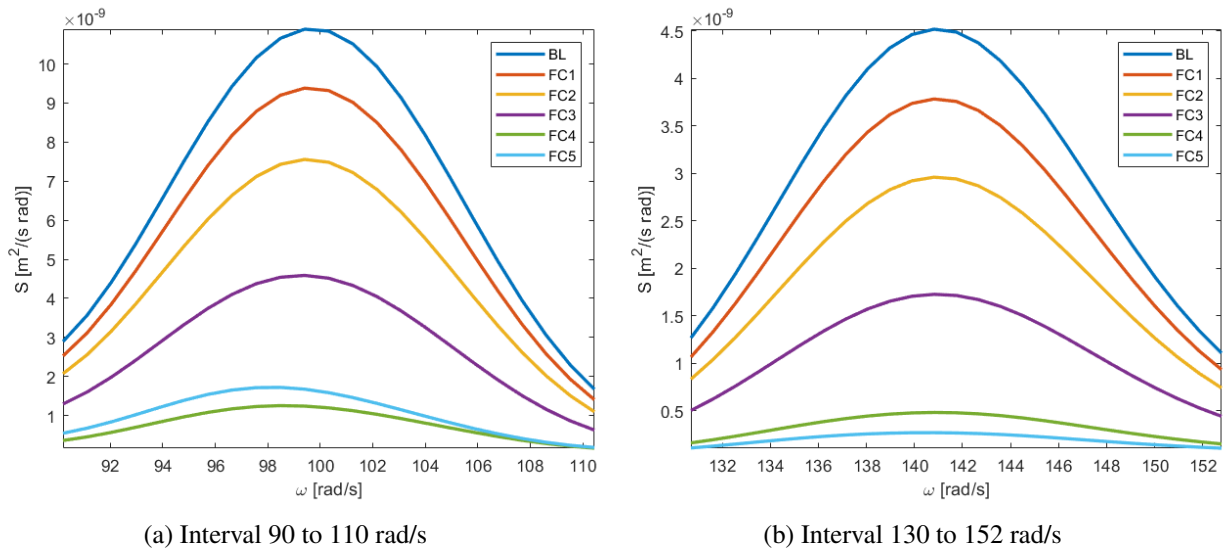 ×10⁻⁹
10
9
8
7
6
5
4
3
2
1
S [m²/(s rad)]
BL
FC1
FC2
FC3
FC4
FC5
92 94 96 98 100 102 104 106 108 110
ω [rad/s]
(a) Interval 90 to 110 rad/s
×10⁻⁹
4.5
4
3.5
3
2.5
2
1.5
1
0.5
S [m²/(s rad)]
BL
FC1
FC2
FC3
FC4
FC5
132 134 136 138 140 142 144 146 148 150 152
ω [rad/s]
(b) Interval 130 to 152 rad/s